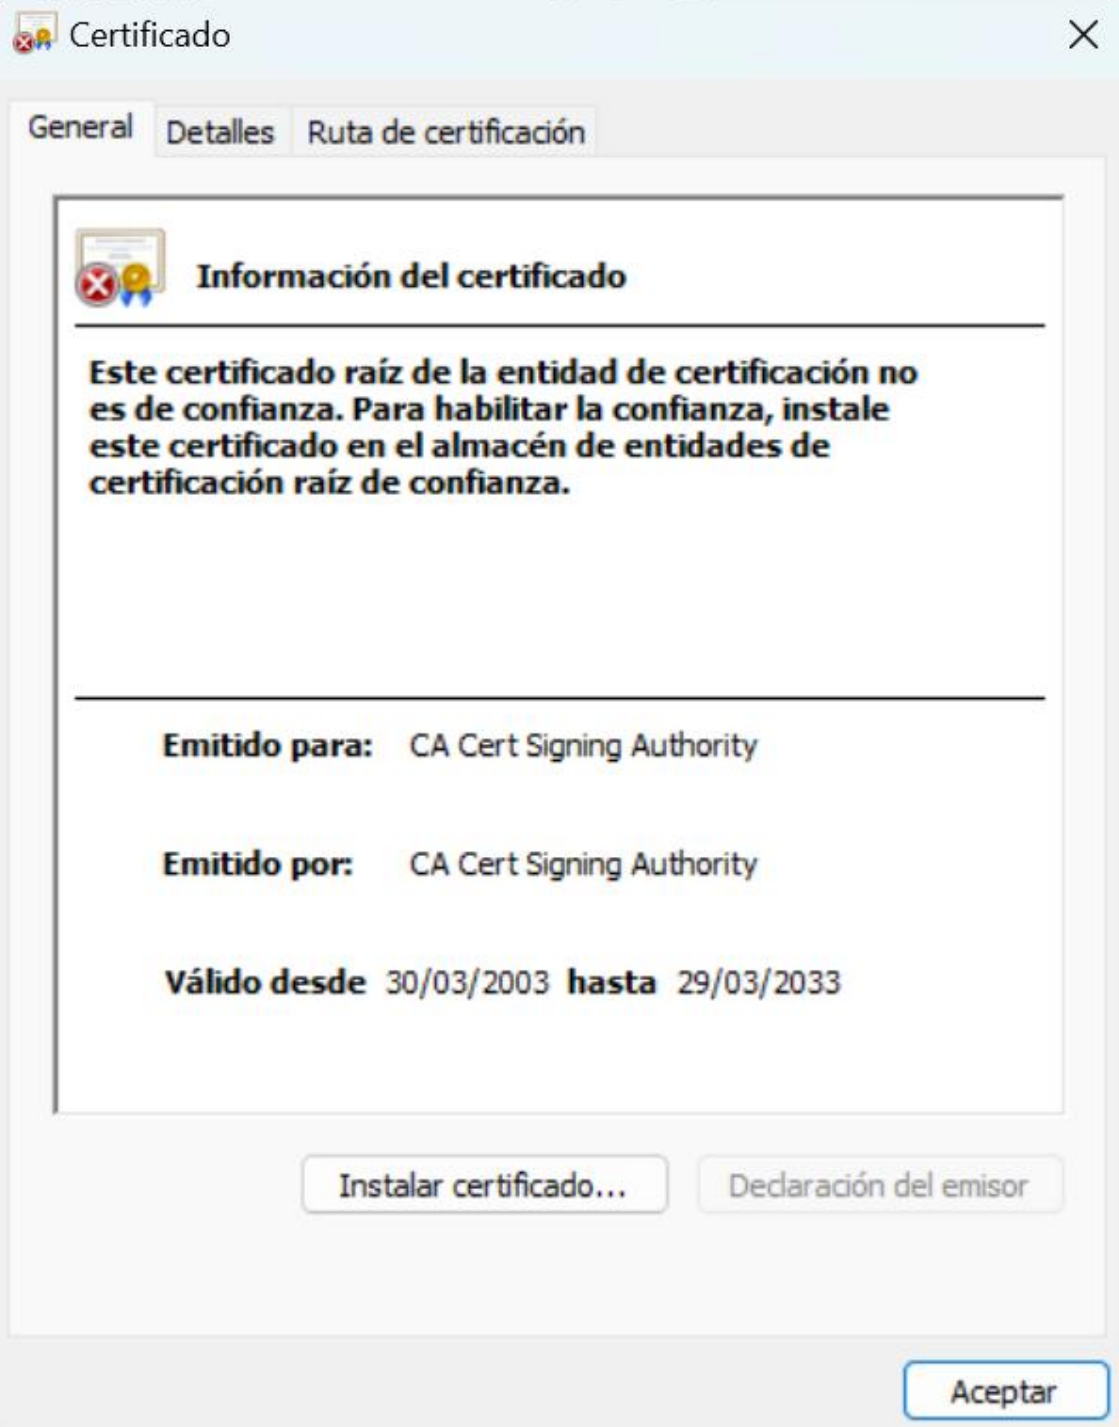 Certificado
General
Detalles
Ruta de certificación
Información del certificado
Este certificado raíz de la entidad de certificación no
es de confianza. Para habilitar la confianza, instale
este certificado en el almacén de entidades de
certificación raíz de confianza.
Emitido para: CA Cert Signing Authority
Emitido por: CA Cert Signing Authority
Válido desde 30/03/2003 hasta 29/03/2033
Instalar certificado...
Declaración del emisor
Aceptar